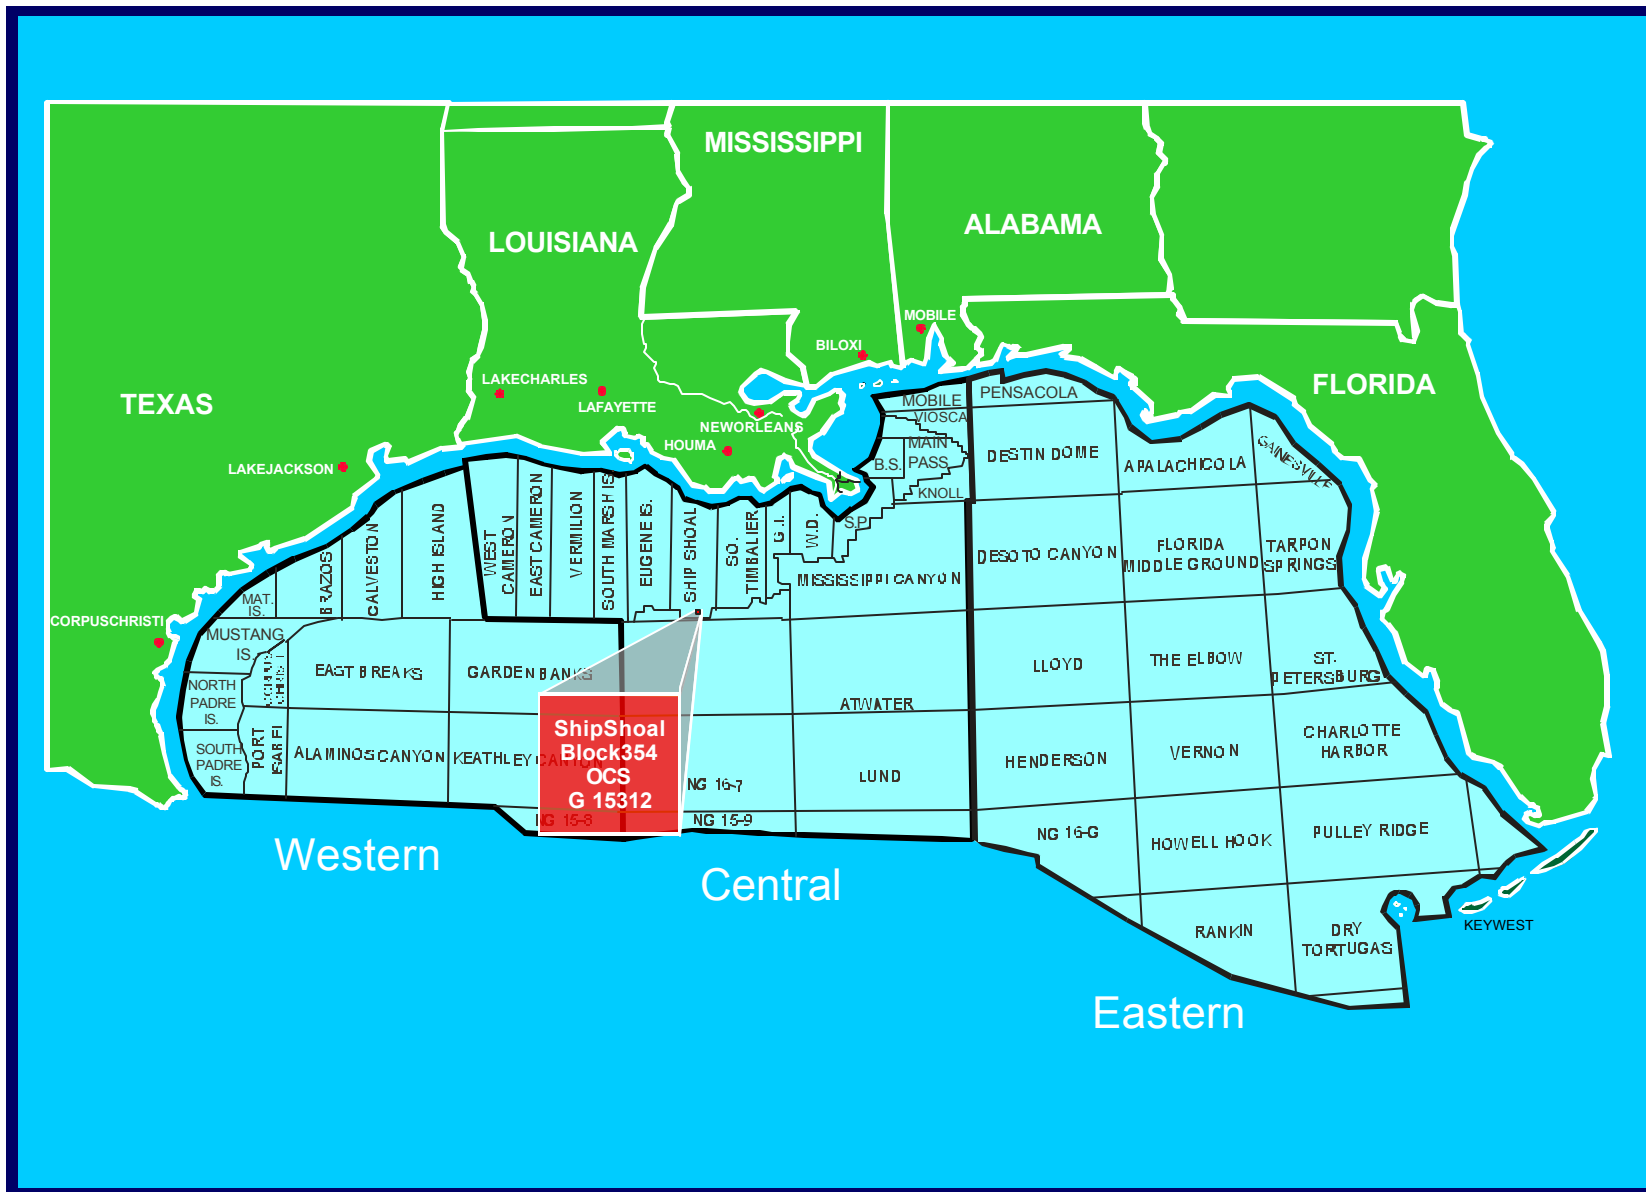 MISSISSIPPI
ALABAMA
LOUISIANA
TEXAS
FLORIDA
MOBILE
BILOXI
LAKECHARLES
LAFAYETTE
NEWORLEANS
HOUMA
LAKEJACKSON
CORPUSCHRISTI
KEYWEST
MOBILE
VIOSCA
MAIN
PASS
B.S.
KNOLL
S.P.
PENSACOLA
DESTIN DOME
APALACHICOLA
GAINESVILLE
WEST
CAMERON
EAST CAMERON
VERMILION
SOUTH MARSH IS
EUGENE IS.
SHIP SHOAL
SO.
TIMBALIER
G.I.
W.D.
HIGH ISLAND
CALVESTON
BRAZOS
MAT.
IS.
MUSTANG
IS.
NORTH
PADRE
IS.
SOUTH
PADRE
IS.
PORT
EAST BREAKS
GARDEN BANKS
ALAMINOS CANYON
KEATHLEY CANYON
MISSISSIPPI CANYON
DESOTO CANYON
FLORIDA
MIDDLE GROUND
TARPON
SPRINGS
ATWATER
LLOYD
THE ELBOW
ST.
PETERSBURG
LUND
HENDERSON
VERNON
CHARLOTTE
HARBOR
NG 16-7
NG 15-8
NG 15-9
NG 16-G
HOWELL HOOK
PULLEY RIDGE
RANKIN
DRY
TORTUGAS
ShipShoal
Block354
OCS
G 15312
Western
Central
Eastern